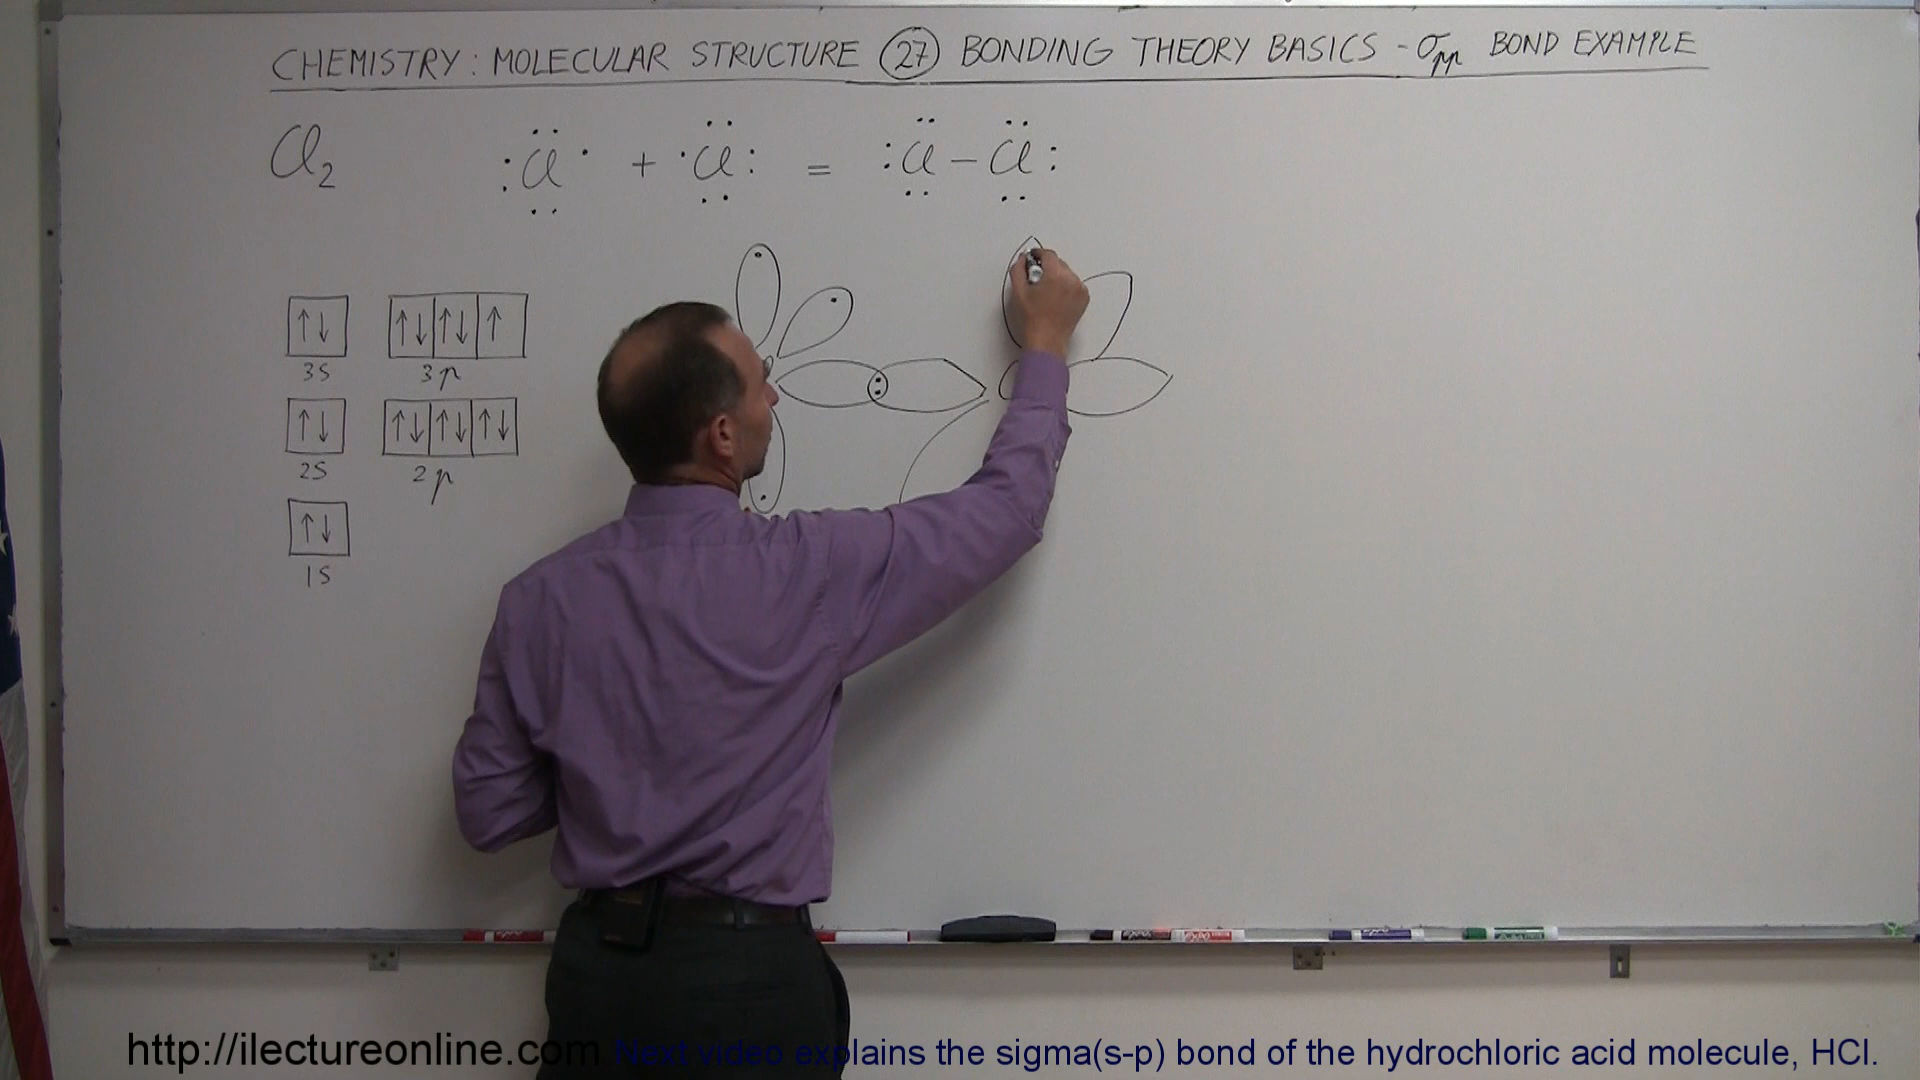 CHEMISTRY: MOLECULAR STRUCTURE 27 BONDING THEORY BASICS - σpp BOND EXAMPLE
Cl2 :Cl· + ·Cl: = :Cl–Cl:
↑↓ ↑↓ ↑↓ ↑
3S 3p
↑↓ ↑↓ ↑↓ ↑↓
2S 2p
↑↓
1S
http://ilectureonline.com Next video explains the sigma(s-p) bond of the hydrochloric acid molecule, HCl.